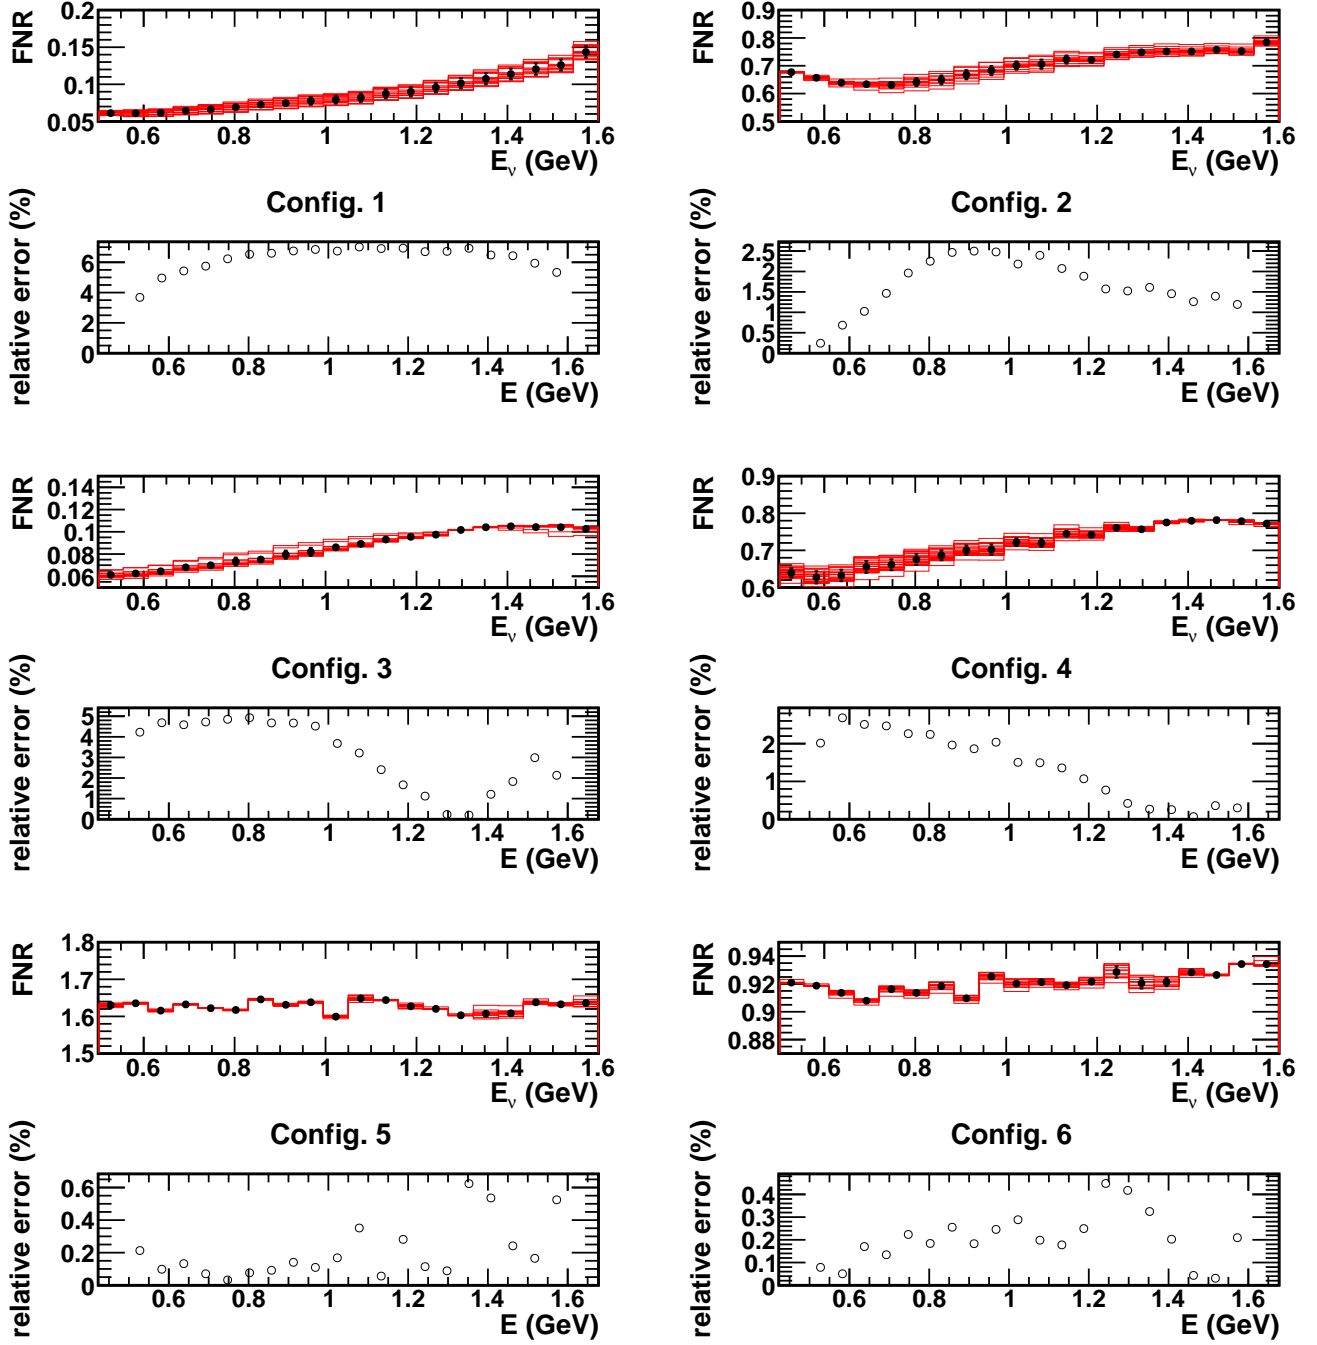 FNR
0.2
0.15
0.1
0.05
0.6 0.8 1 1.2 1.4 1.6
Eν (GeV)
FNR
0.9
0.8
0.7
0.6
0.5
0.6 0.8 1 1.2 1.4 1.6
Eν (GeV)
Config. 1
relative error (%)
6
4
2
0
0.6 0.8 1 1.2 1.4 1.6
E (GeV)
Config. 2
relative error (%)
2.5
2
1.5
1
0.5
0
0.6 0.8 1 1.2 1.4 1.6
E (GeV)
FNR
0.14
0.12
0.1
0.08
0.06
0.6 0.8 1 1.2 1.4 1.6
Eν (GeV)
FNR
0.9
0.8
0.7
0.6
0.6 0.8 1 1.2 1.4 1.6
Eν (GeV)
Config. 3
relative error (%)
5
4
3
2
1
0
0.6 0.8 1 1.2 1.4 1.6
E (GeV)
Config. 4
relative error (%)
2
1
0
0.6 0.8 1 1.2 1.4 1.6
E (GeV)
FNR
1.8
1.7
1.6
1.5
0.6 0.8 1 1.2 1.4 1.6
Eν (GeV)
FNR
0.94
0.92
0.9
0.88
0.6 0.8 1 1.2 1.4 1.6
Eν (GeV)
Config. 5
relative error (%)
0.6
0.4
0.2
0
0.6 0.8 1 1.2 1.4 1.6
E (GeV)
Config. 6
relative error (%)
0.4
0.3
0.2
0.1
0
0.6 0.8 1 1.2 1.4 1.6
E (GeV)